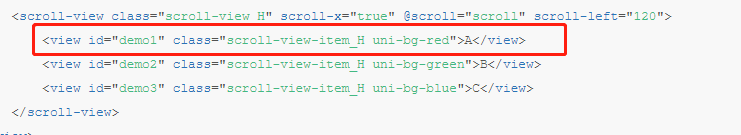 <scroll-view class="scroll-view_H" scroll-x="true" @scroll="scroll" scroll-left="120">
<view id="demo1" class="scroll-view-item_H uni-bg-red">A</view>
<view id="demo2" class="scroll-view-item_H uni-bg-green">B</view>
<view id="demo3" class="scroll-view-item_H uni-bg-blue">C</view>
</scroll-view>